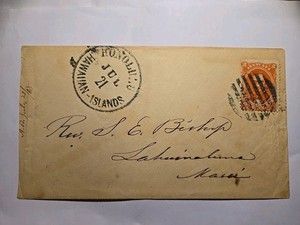 HONOLULU
JUL
21
HAWAIIAN-ISLANDS
Rev. S. E. Bishop
Lahainaluna
Maui